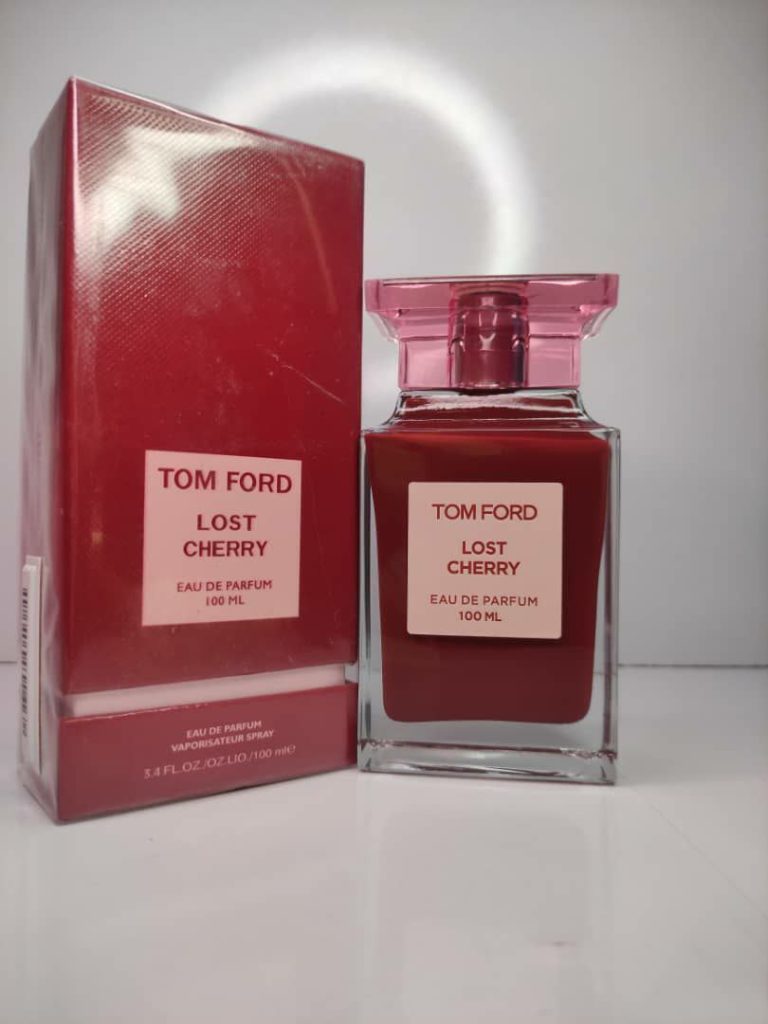 TOM FORD
LOST
CHERRY
EAU DE PARFUM
100 ML
EAU DE PARFUM
VAPORISATEUR SPRAY
3.4 FL.OZ./OZ.LIQ./100 ml℮
TOM FORD
LOST
CHERRY
EAU DE PARFUM
100 ML